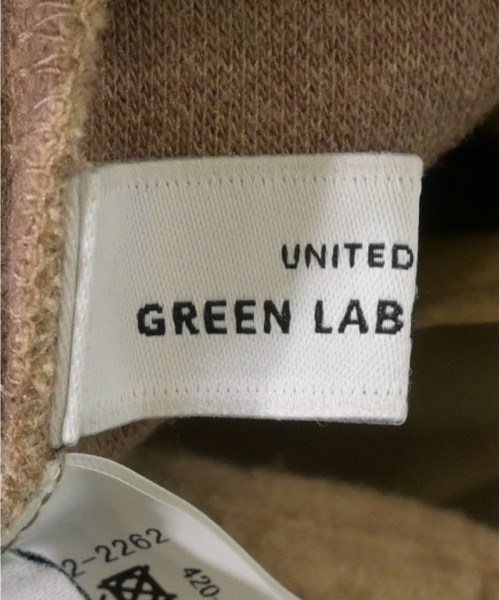 UNITED
GREEN LAB
2-2262
420-